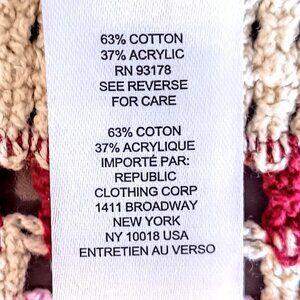 63% COTTON
37% ACRYLIC
RN 93178
SEE REVERSE
FOR CARE
63% COTON
37% ACRYLIQUE
IMPORTÉ PAR:
REPUBLIC
CLOTHING CORP
1411 BROADWAY
NEW YORK
NY 10018 USA
ENTRETIEN AU VERSO